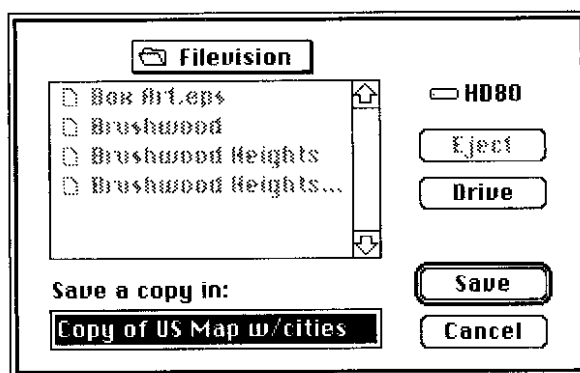 Filevision
Box Art.eps
HD80
Brushwood
Eject
Brushwood Heights
Brushwood Heights...
Drive
Save a copy in:
Save
Copy of US Map w/cities
Cancel